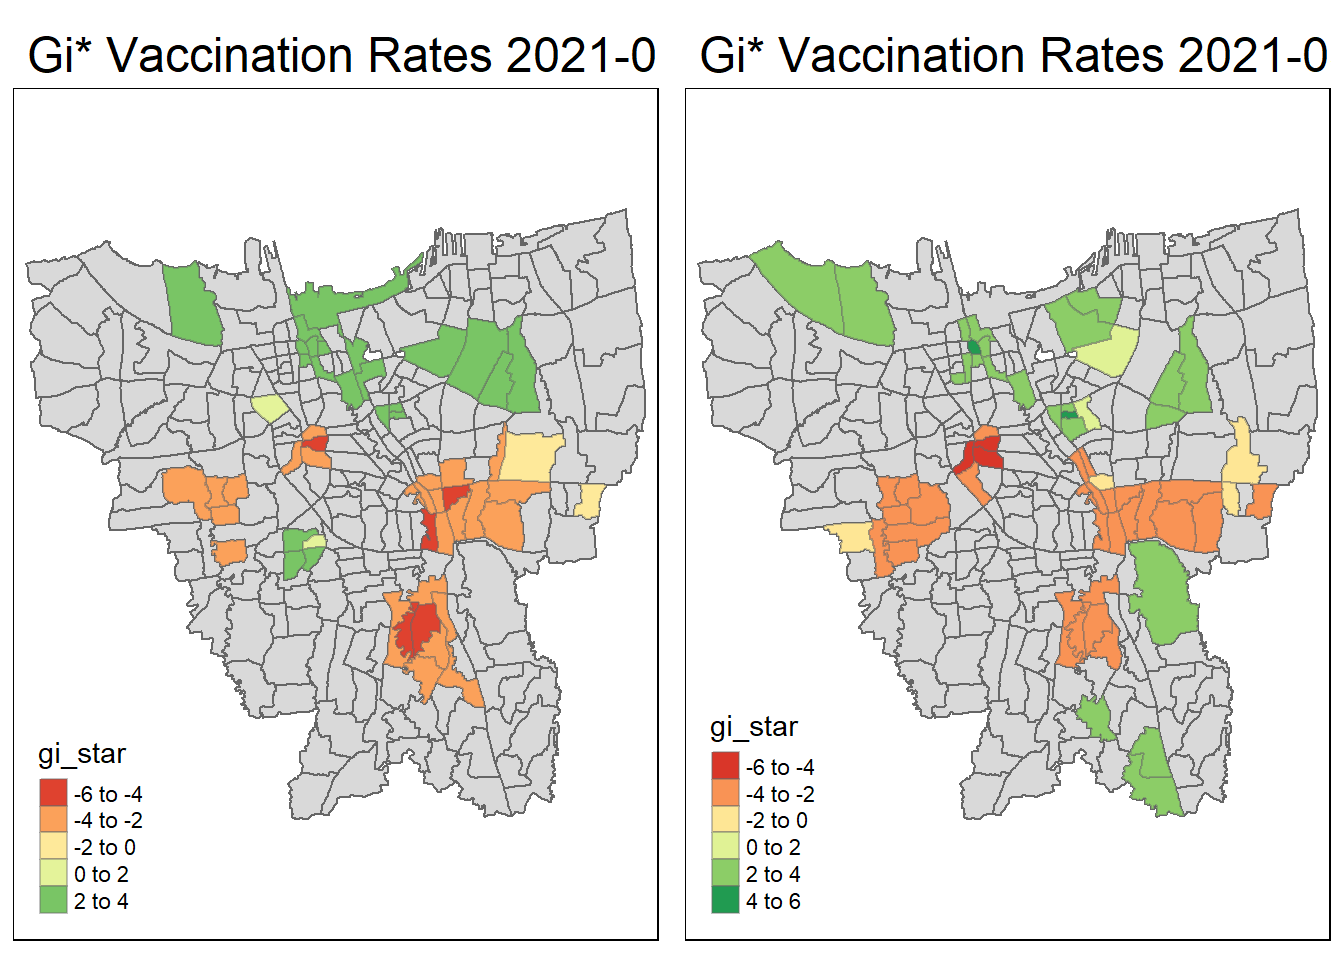 Gi* Vaccination Rates 2021-0
gi_star
-6 to -4
-4 to -2
-2 to 0
0 to 2
2 to 4
Gi* Vaccination Rates 2021-0
gi_star
-6 to -4
-4 to -2
-2 to 0
0 to 2
2 to 4
4 to 6